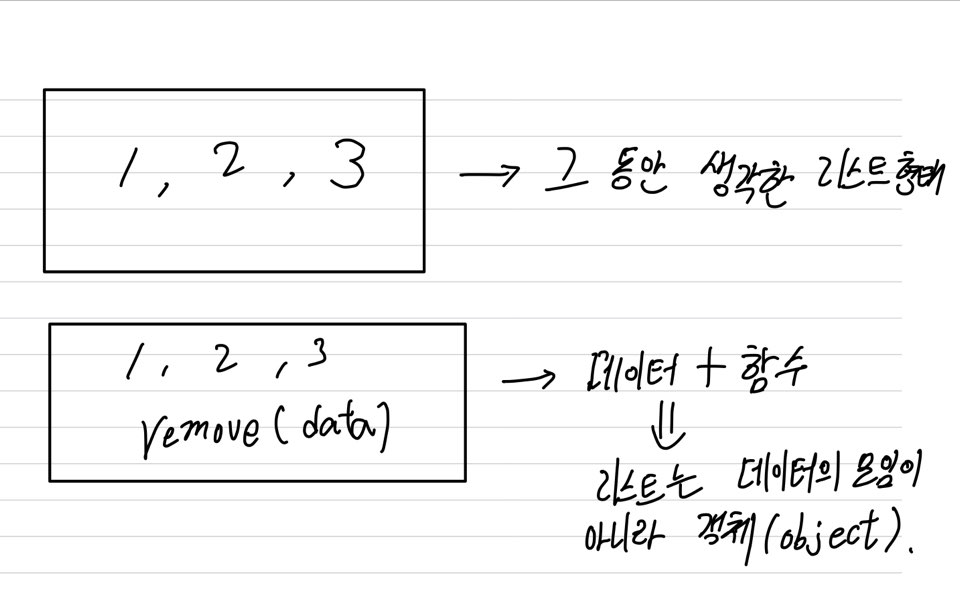 1, 2, 3 → 그 동안 생각한 리스트 형태
1, 2, 3
remove(data)
→ 데이터 + 함수
⇓
리스트는 데이터의 모임이
아니라 객체(object).